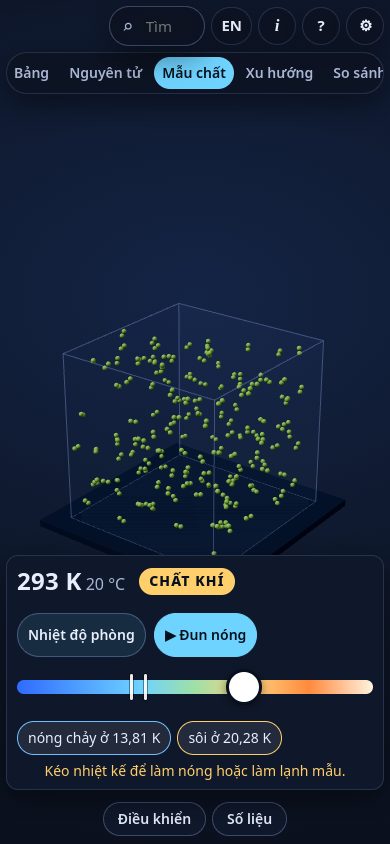 Tìm EN i ?
Bảng Nguyên tử Mẫu chất Xu hướng So sánh
293 K 20 °C CHẤT KHÍ
Nhiệt độ phòng ▶ Đun nóng
nóng chảy ở 13,81 K sôi ở 20,28 K
Kéo nhiệt kế để làm nóng hoặc làm lạnh mẫu.
Điều khiển Số liệu